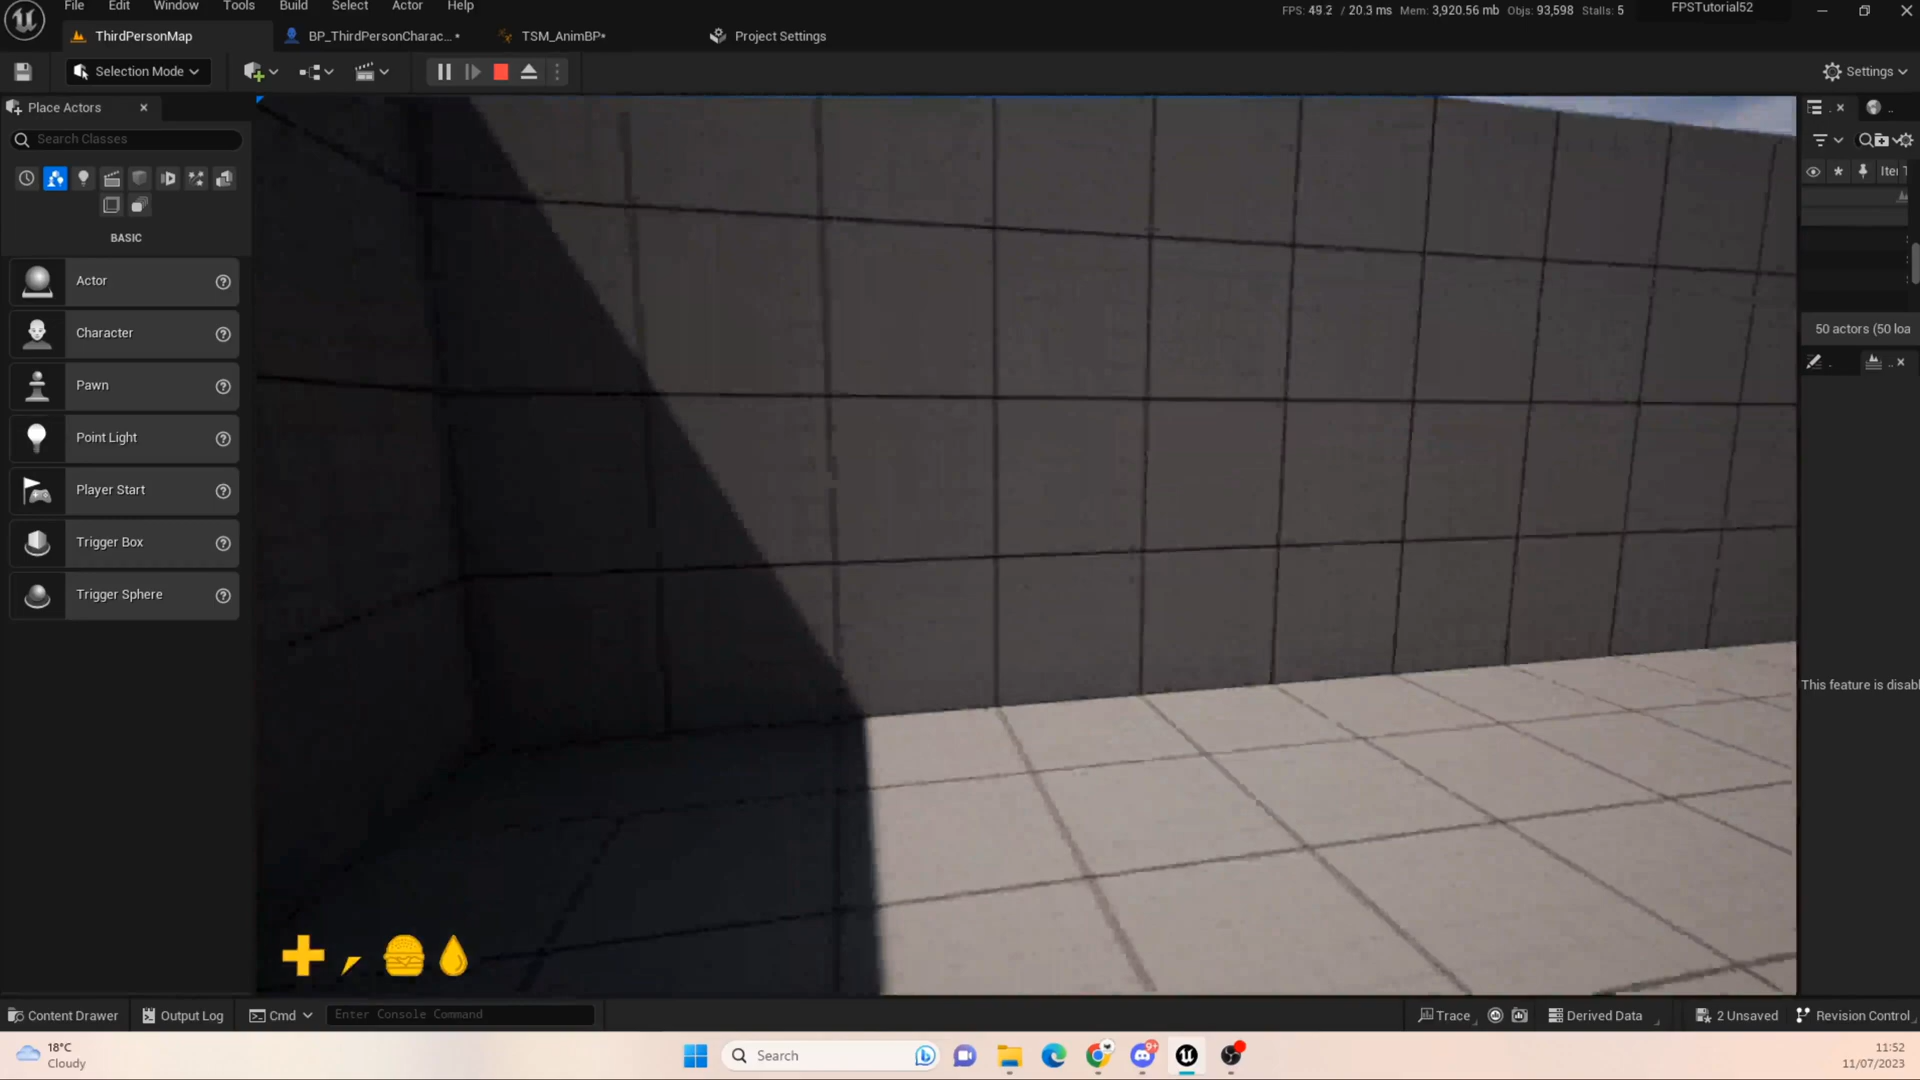 File Edit Window Tools Build Select Actor Help
FPS: 49.2 / 20.3 ms Mem: 3,920.56 mb Objs: 93,598 Stalls: 5
FPSTutorial52
ThirdPersonMap
BP_ThirdPersonCharac...*
TSM_AnimBP*
Project Settings
Selection Mode
Settings
Place Actors
Search Classes
BASIC
Actor
Character
Pawn
Point Light
Player Start
Trigger Box
Trigger Sphere
50 actors (50 loa
This feature is disabl
Content Drawer
Output Log
Cmd
Enter Console Command
Trace
Derived Data
2 Unsaved
Revision Control
18°C
Cloudy
Search
9+
11:52
11/07/2023